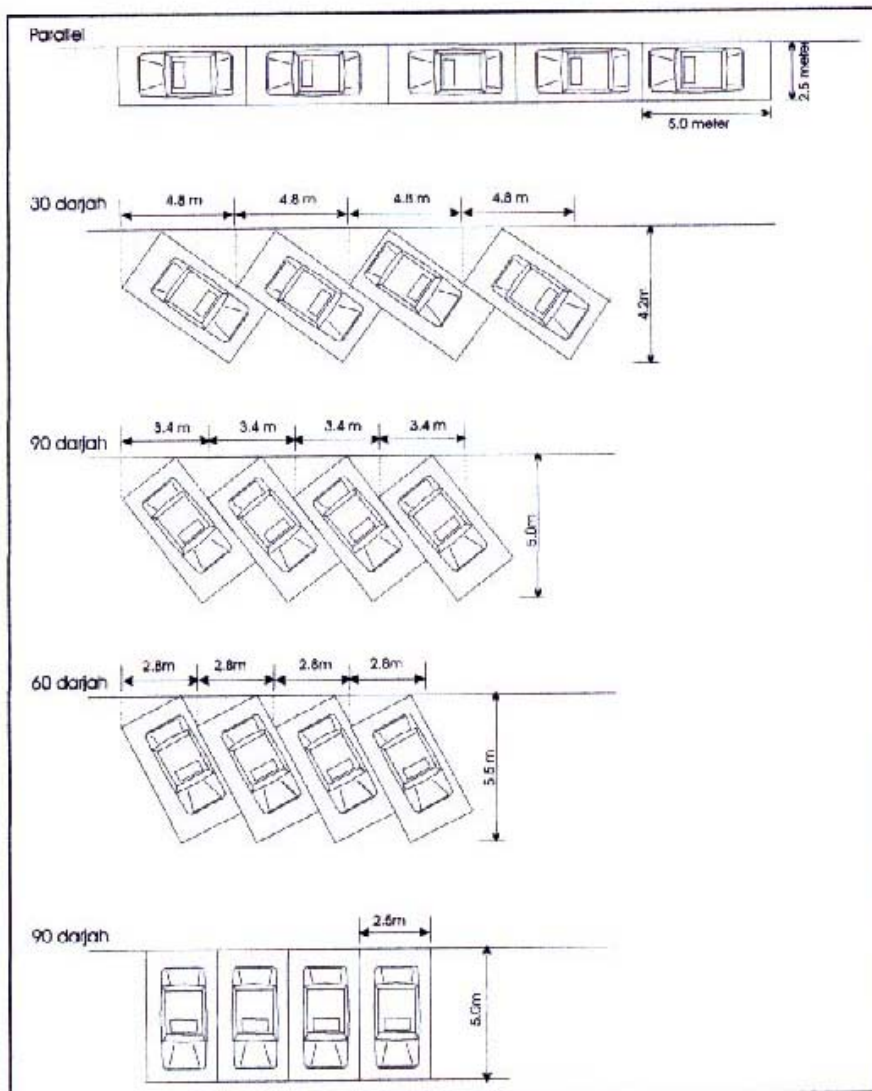 Parallel
2.5 meter
5.0 meter
30 darjah
4.8 m 4.8 m 4.8 m 4.8 m
4.2m
90 darjah
3.4 m 3.4 m 3.4 m 3.4 m
5.0m
60 darjah
2.8m 2.8m 2.8m 2.8m
5.5 m
90 darjah
2.5m
5.0m